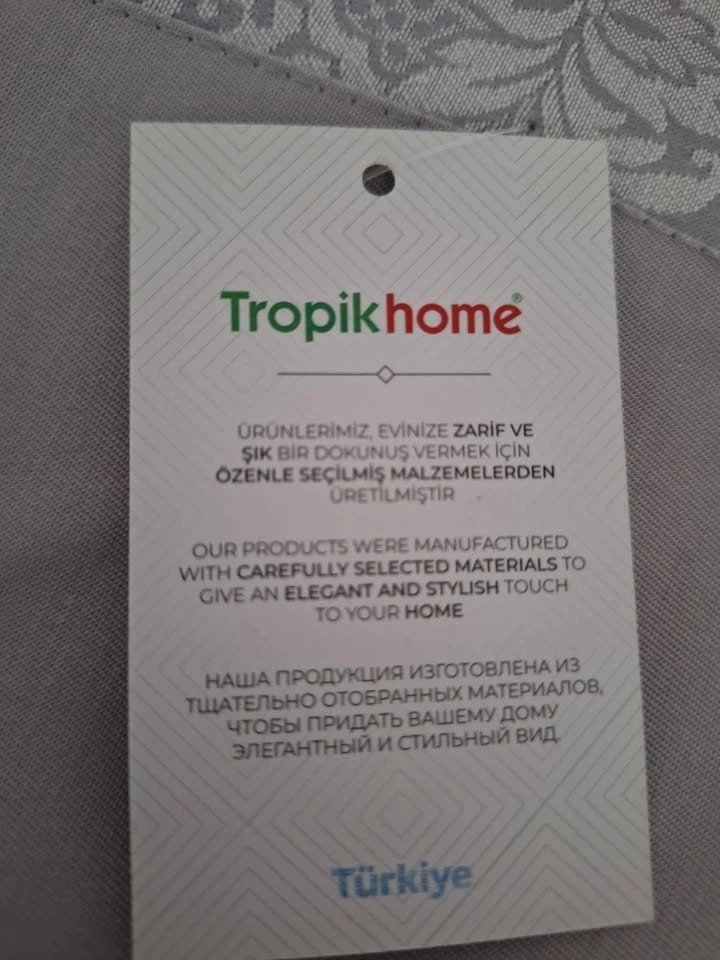 Tropikhome®
ÜRÜNLERİMİZ, EVİNİZE ZARİF VE
ŞIK BİR DOKUNUŞ VERMEK İÇİN
ÖZENLE SEÇİLMİŞ MALZEMELERDEN
ÜRETİLMİŞTİR
OUR PRODUCTS WERE MANUFACTURED
WITH CAREFULLY SELECTED MATERIALS TO
GIVE AN ELEGANT AND STYLISH TOUCH
TO YOUR HOME
НАША ПРОДУКЦИЯ ИЗГОТОВЛЕНА ИЗ
ТЩАТЕЛЬНО ОТОБРАННЫХ МАТЕРИАЛОВ,
ЧТОБЫ ПРИДАТЬ ВАШЕМУ ДОМУ
ЭЛЕГАНТНЫЙ И СТИЛЬНЫЙ ВИД.
Türkiye